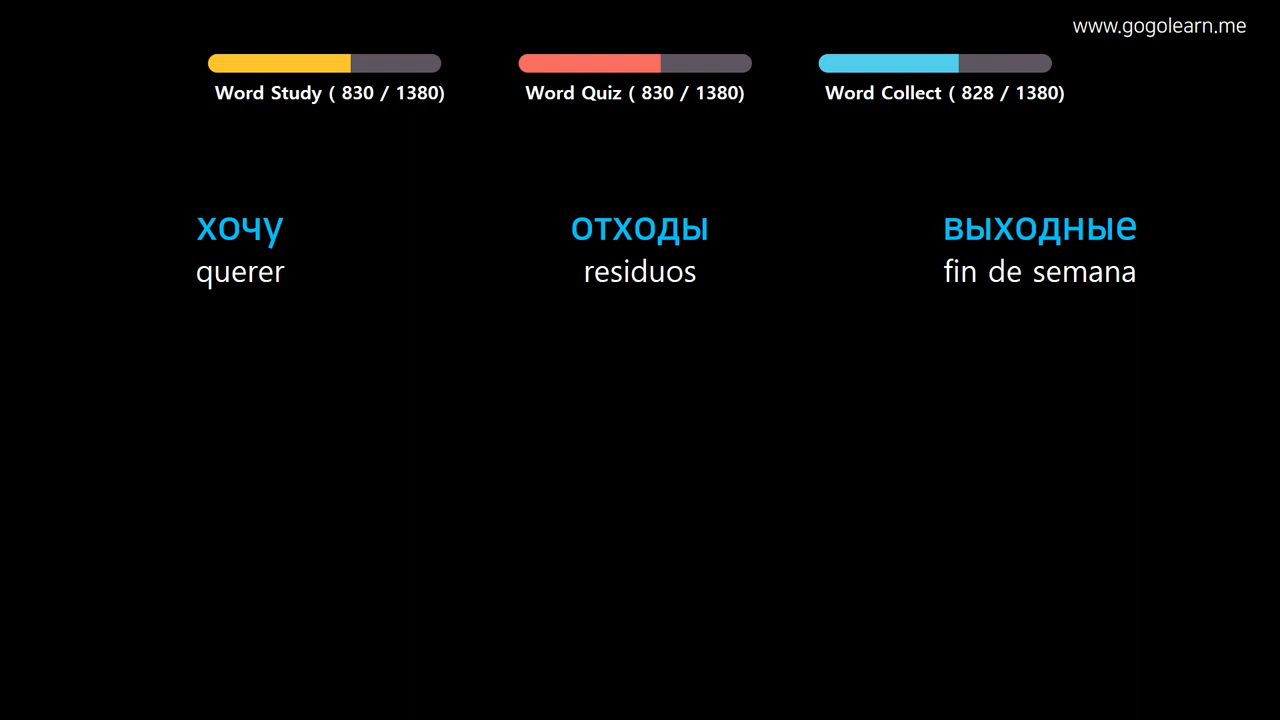 www.gogolearn.me
Word Study ( 830 / 1380)
Word Quiz ( 830 / 1380)
Word Collect ( 828 / 1380)
хочу
querer
отходы
residuos
выходные
fin de semana